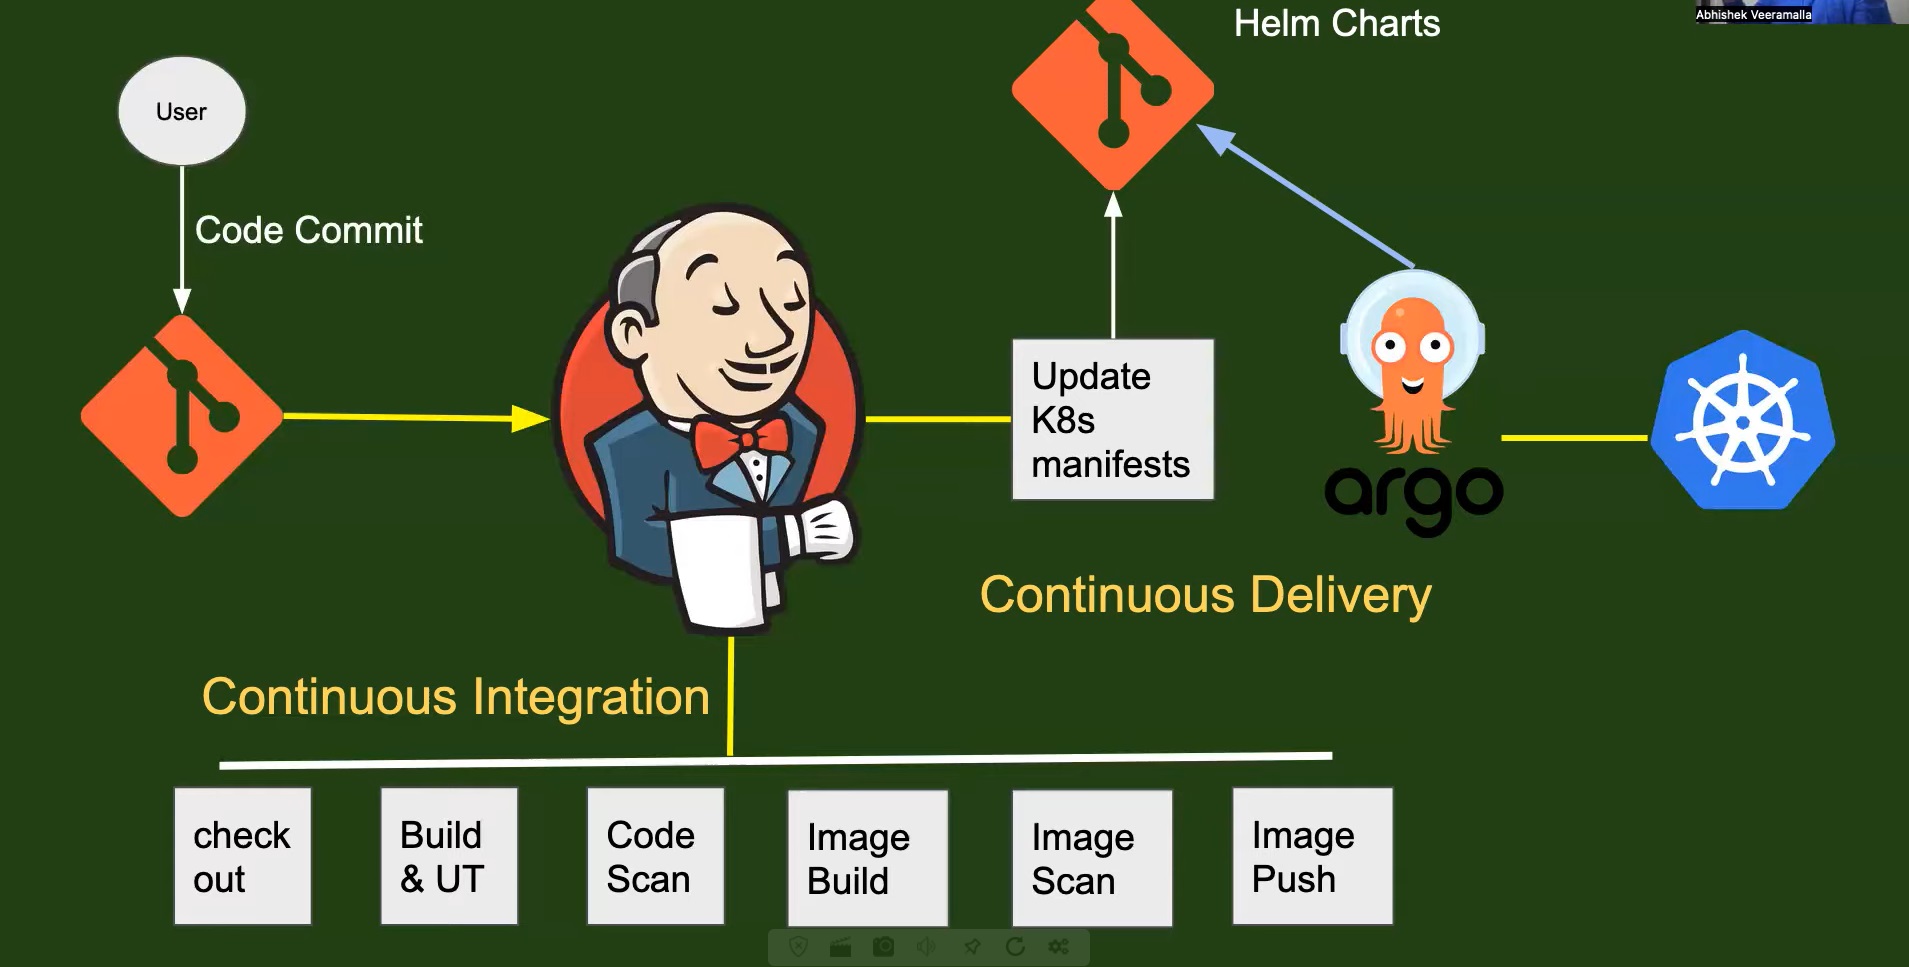 Helm Charts
Abhishek Veeramalla
User
Code Commit
Update
K8s
manifests
argo
Continuous Delivery
Continuous Integration
check
out
Build
& UT
Code
Scan
Image
Build
Image
Scan
Image
Push